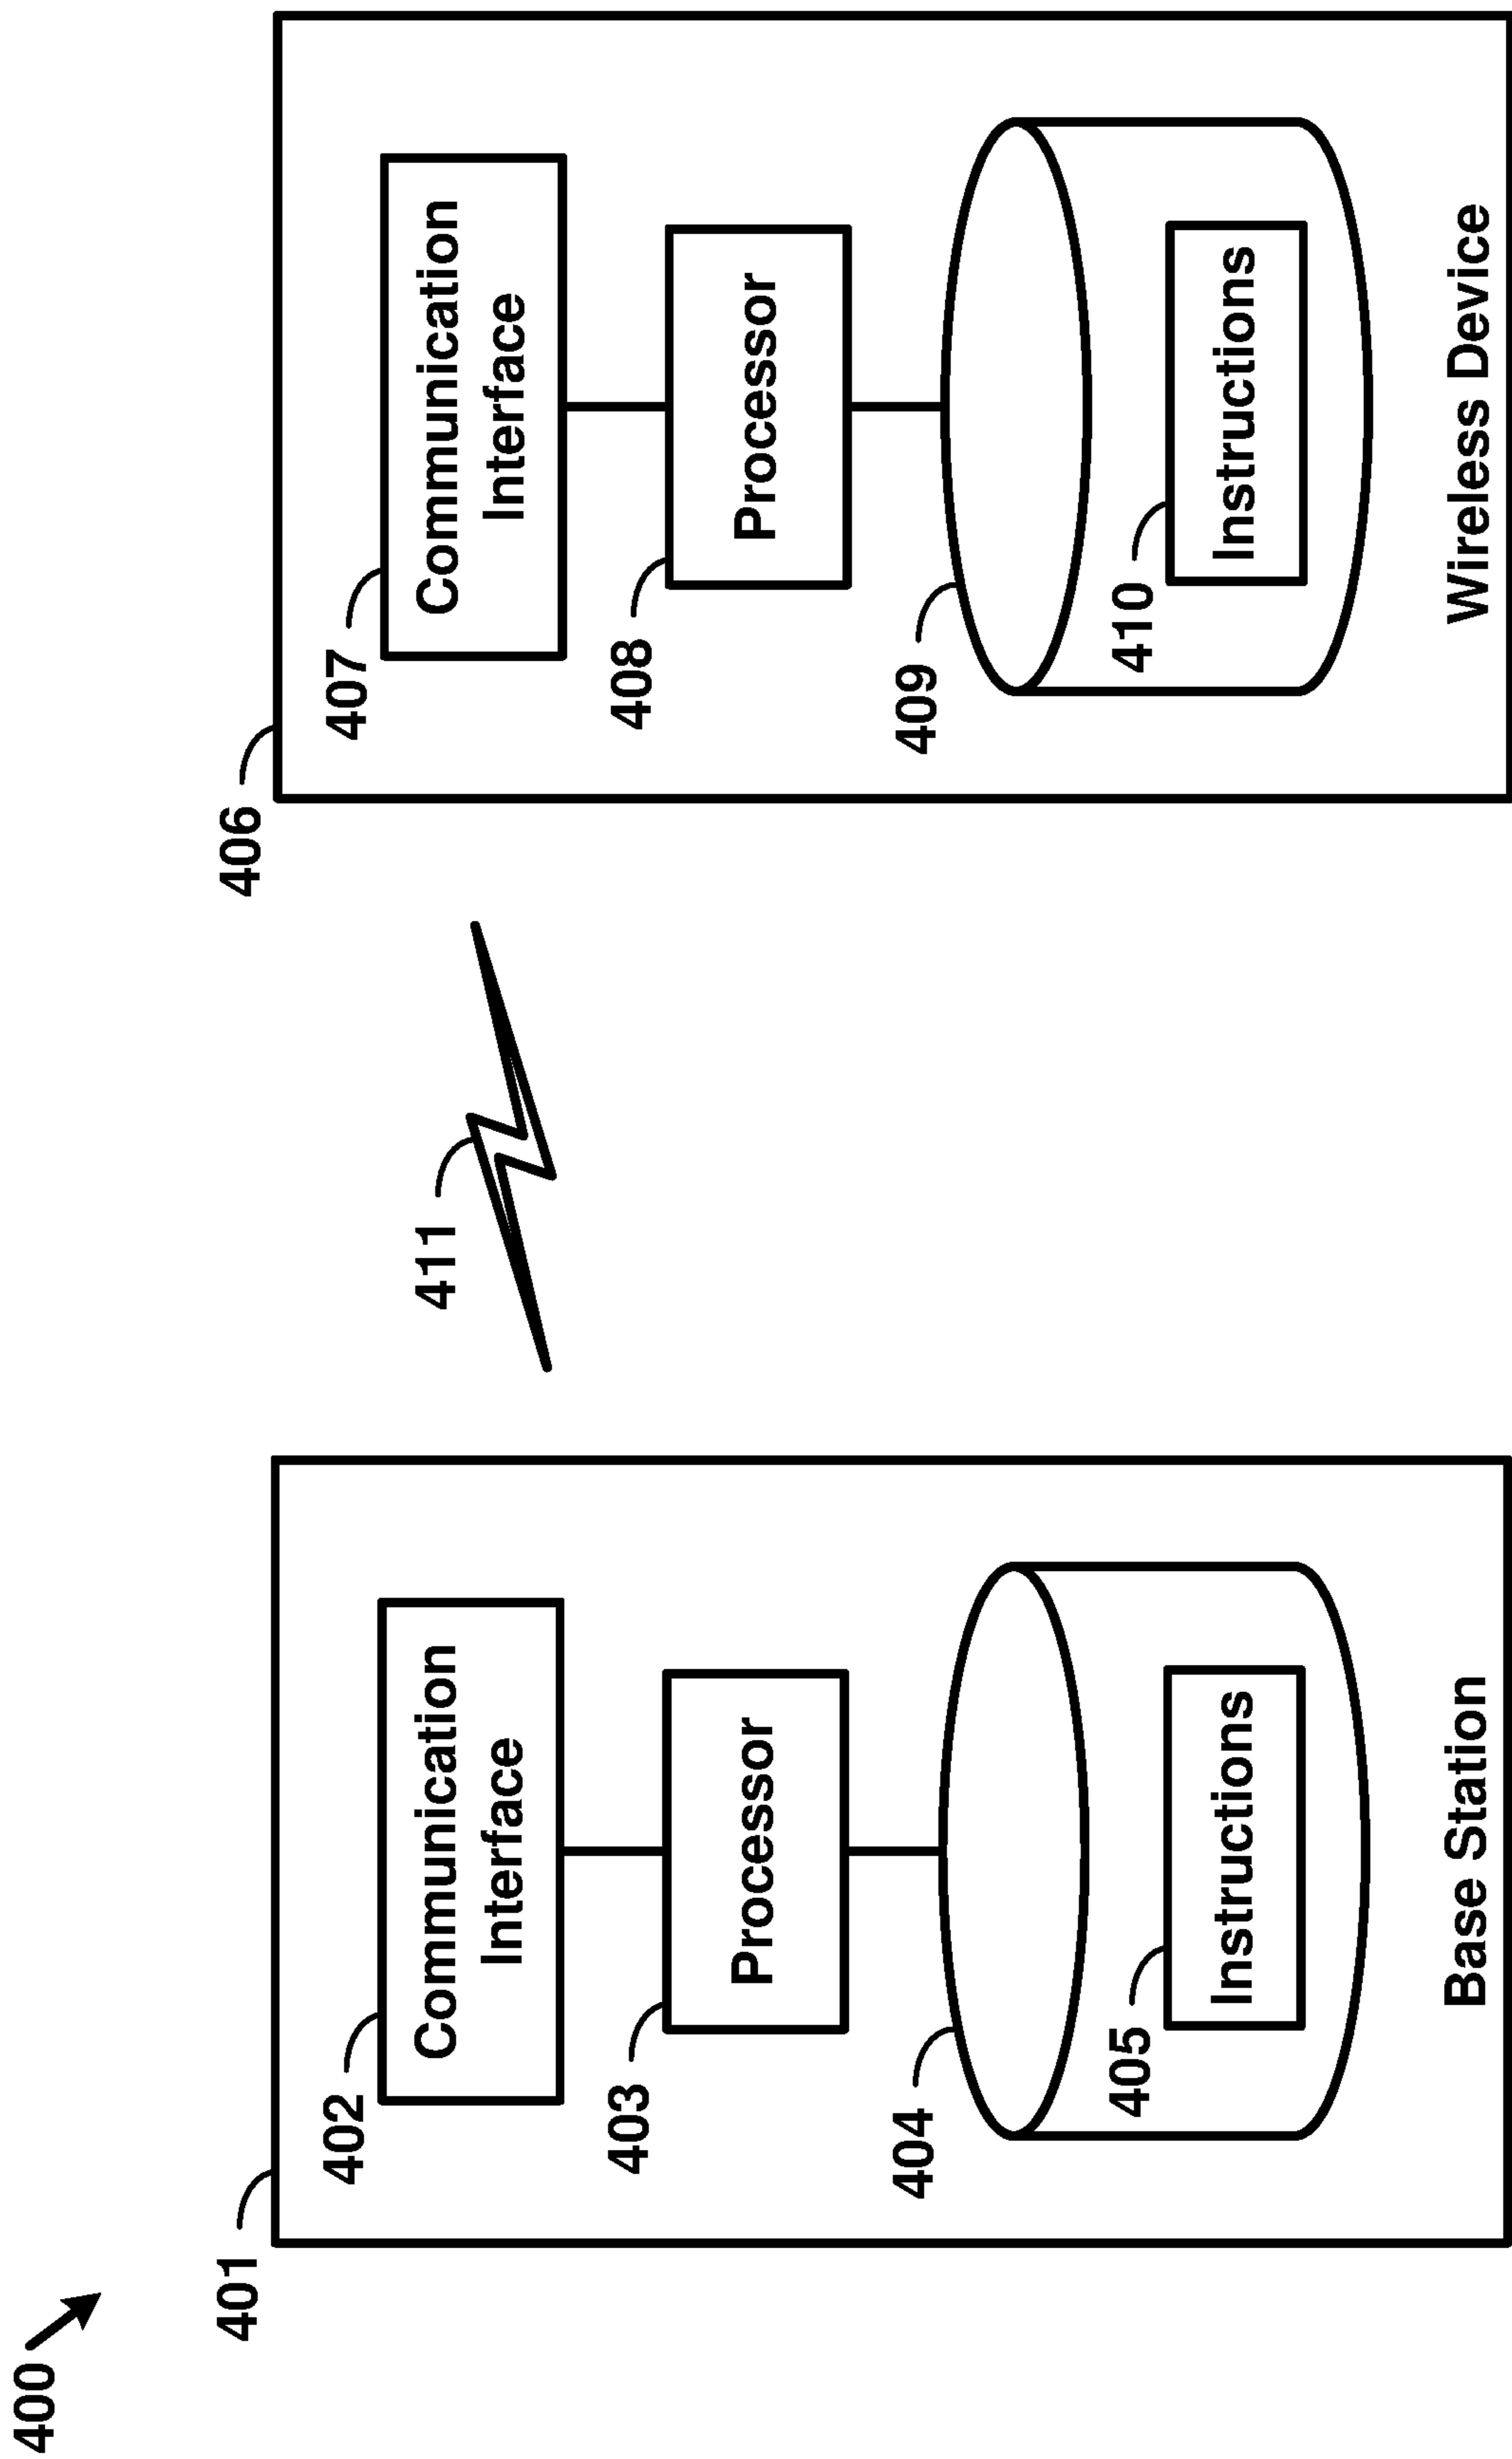 400
401
402
Communication
Interface
403
Processor
404
405
Instructions
Base Station
411
406
407
Communication
Interface
408
Processor
409
410
Instructions
Wireless Device